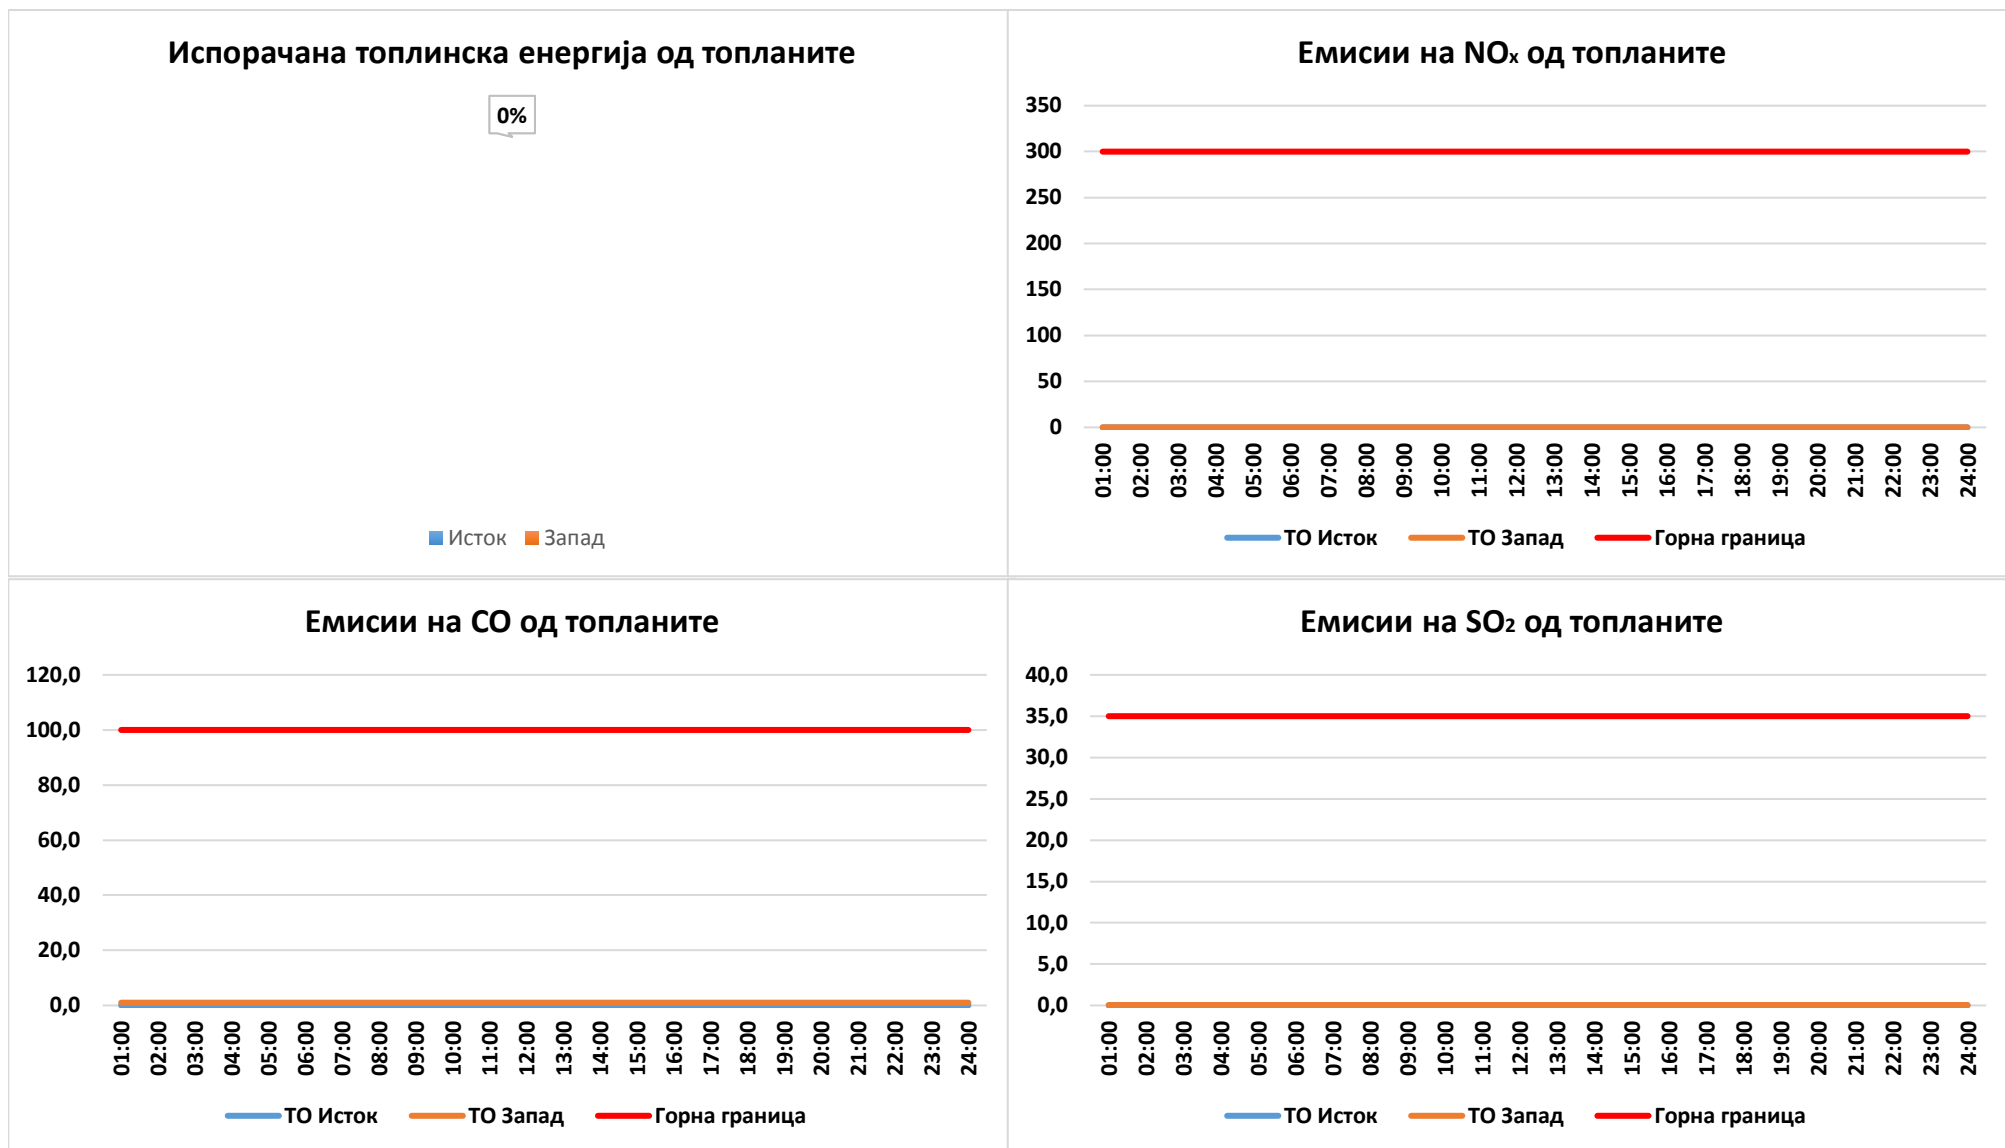 Испорачана топлинска енергија од топланите
0%
Исток Запад
Емисии на NOx од топланите
350
300
250
200
150
100
50
0
01:00 02:00 03:00 04:00 05:00 06:00 07:00 08:00 09:00 10:00 11:00 12:00 13:00 14:00 15:00 16:00 17:00 18:00 19:00 20:00 21:00 22:00 23:00 24:00
ТО Исток ТО Запад Горна граница
Емисии на CO од топланите
120,0
100,0
80,0
60,0
40,0
20,0
0,0
01:00 02:00 03:00 04:00 05:00 06:00 07:00 08:00 09:00 10:00 11:00 12:00 13:00 14:00 15:00 16:00 17:00 18:00 19:00 20:00 21:00 22:00 23:00 24:00
ТО Исток ТО Запад Горна граница
Емисии на SO2 од топланите
40,0
35,0
30,0
25,0
20,0
15,0
10,0
5,0
0,0
01:00 02:00 03:00 04:00 05:00 06:00 07:00 08:00 09:00 10:00 11:00 12:00 13:00 14:00 15:00 16:00 17:00 18:00 19:00 20:00 21:00 22:00 23:00 24:00
ТО Исток ТО Запад Горна граница